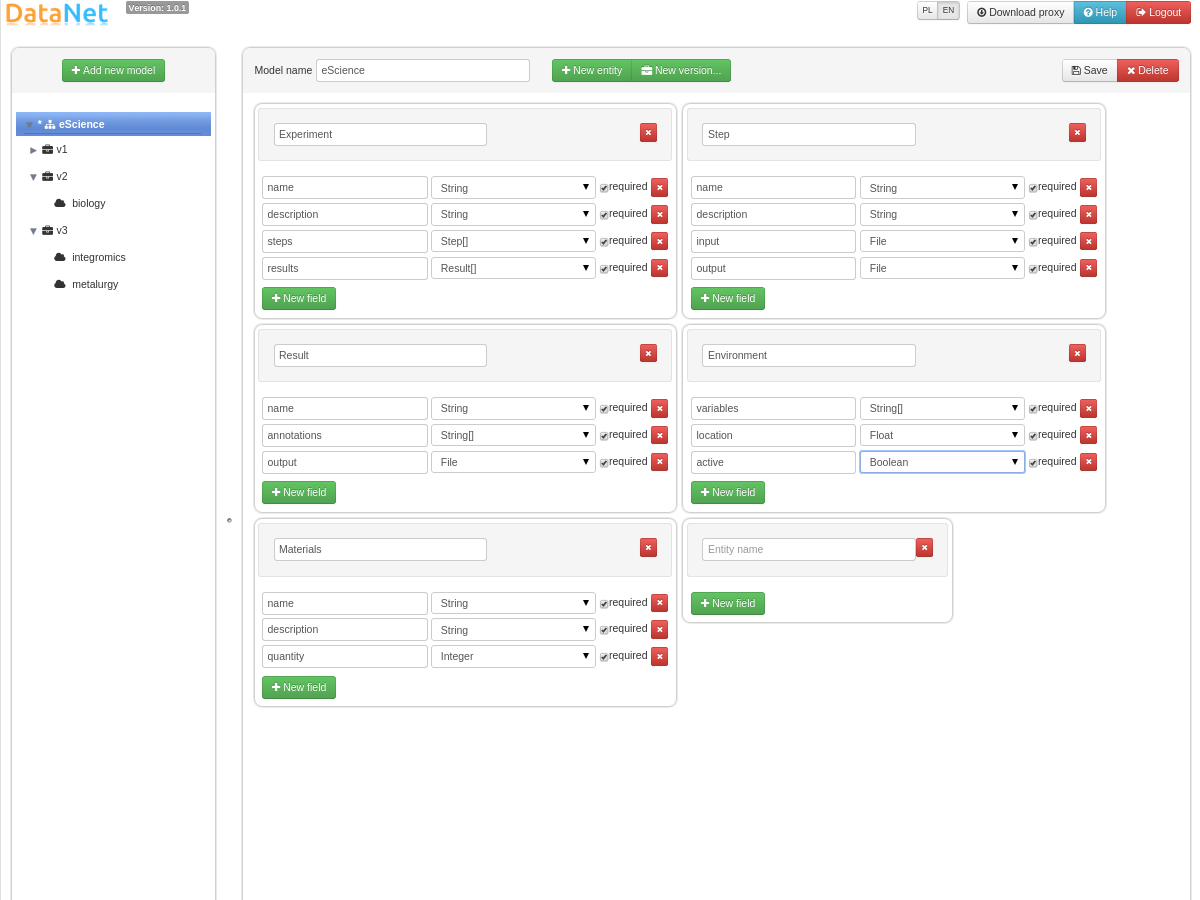 DataNet Version: 1.0.1 PL EN Download proxy Help Logout
Add new model
Model name eScience New entity New version... Save Delete
* eScience
v1
v2
biology
v3
integromics
metalurgy
Experiment
name String required
description String required
steps Step[] required
results Result[] required
New field
Step
name String required
description String required
input File required
output File required
New field
Result
name String required
annotations String[] required
output File required
New field
Environment
variables String[] required
location Float required
active Boolean required
New field
Materials
name String required
description String required
quantity Integer required
New field
Entity name
New field